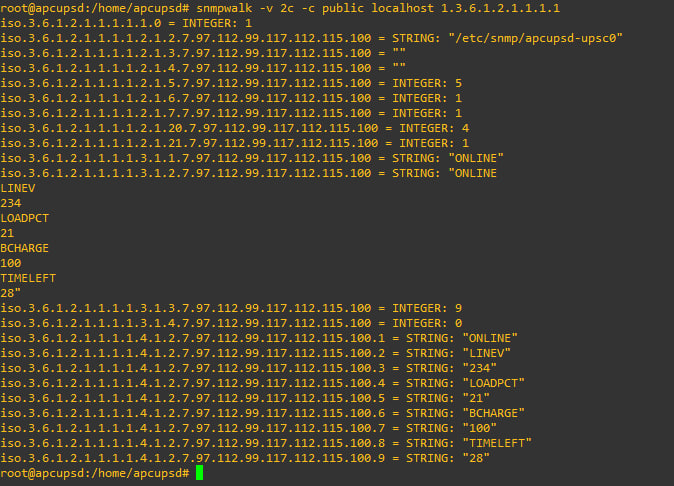 root@apcupsd:/home/apcupsd# snmpwalk -v 2c -c public localhost 1.3.6.1.2.1.1.1.1
iso.3.6.1.2.1.1.1.1.1.0 = INTEGER: 1
iso.3.6.1.2.1.1.1.1.2.1.2.7.97.112.99.117.112.115.100 = STRING: "/etc/snmp/apcupsd-upsc0"
iso.3.6.1.2.1.1.1.1.2.1.3.7.97.112.99.117.112.115.100 = ""
iso.3.6.1.2.1.1.1.1.2.1.4.7.97.112.99.117.112.115.100 = ""
iso.3.6.1.2.1.1.1.1.2.1.5.7.97.112.99.117.112.115.100 = INTEGER: 5
iso.3.6.1.2.1.1.1.1.2.1.6.7.97.112.99.117.112.115.100 = INTEGER: 1
iso.3.6.1.2.1.1.1.1.2.1.7.7.97.112.99.117.112.115.100 = INTEGER: 1
iso.3.6.1.2.1.1.1.1.2.1.20.7.97.112.99.117.112.115.100 = INTEGER: 4
iso.3.6.1.2.1.1.1.1.2.1.21.7.97.112.99.117.112.115.100 = INTEGER: 1
iso.3.6.1.2.1.1.1.1.3.1.1.7.97.112.99.117.112.115.100 = STRING: "ONLINE"
iso.3.6.1.2.1.1.1.1.3.1.2.7.97.112.99.117.112.115.100 = STRING: "ONLINE
LINEV
234
LOADPCT
21
BCHARGE
100
TIMELEFT
28"
iso.3.6.1.2.1.1.1.1.3.1.3.7.97.112.99.117.112.115.100 = INTEGER: 9
iso.3.6.1.2.1.1.1.1.3.1.4.7.97.112.99.117.112.115.100 = INTEGER: 0
iso.3.6.1.2.1.1.1.1.4.1.2.7.97.112.99.117.112.115.100.1 = STRING: "ONLINE"
iso.3.6.1.2.1.1.1.1.4.1.2.7.97.112.99.117.112.115.100.2 = STRING: "LINEV"
iso.3.6.1.2.1.1.1.1.4.1.2.7.97.112.99.117.112.115.100.3 = STRING: "234"
iso.3.6.1.2.1.1.1.1.4.1.2.7.97.112.99.117.112.115.100.4 = STRING: "LOADPCT"
iso.3.6.1.2.1.1.1.1.4.1.2.7.97.112.99.117.112.115.100.5 = STRING: "21"
iso.3.6.1.2.1.1.1.1.4.1.2.7.97.112.99.117.112.115.100.6 = STRING: "BCHARGE"
iso.3.6.1.2.1.1.1.1.4.1.2.7.97.112.99.117.112.115.100.7 = STRING: "100"
iso.3.6.1.2.1.1.1.1.4.1.2.7.97.112.99.117.112.115.100.8 = STRING: "TIMELEFT"
iso.3.6.1.2.1.1.1.1.4.1.2.7.97.112.99.117.112.115.100.9 = STRING: "28"
root@apcupsd:/home/apcupsd#